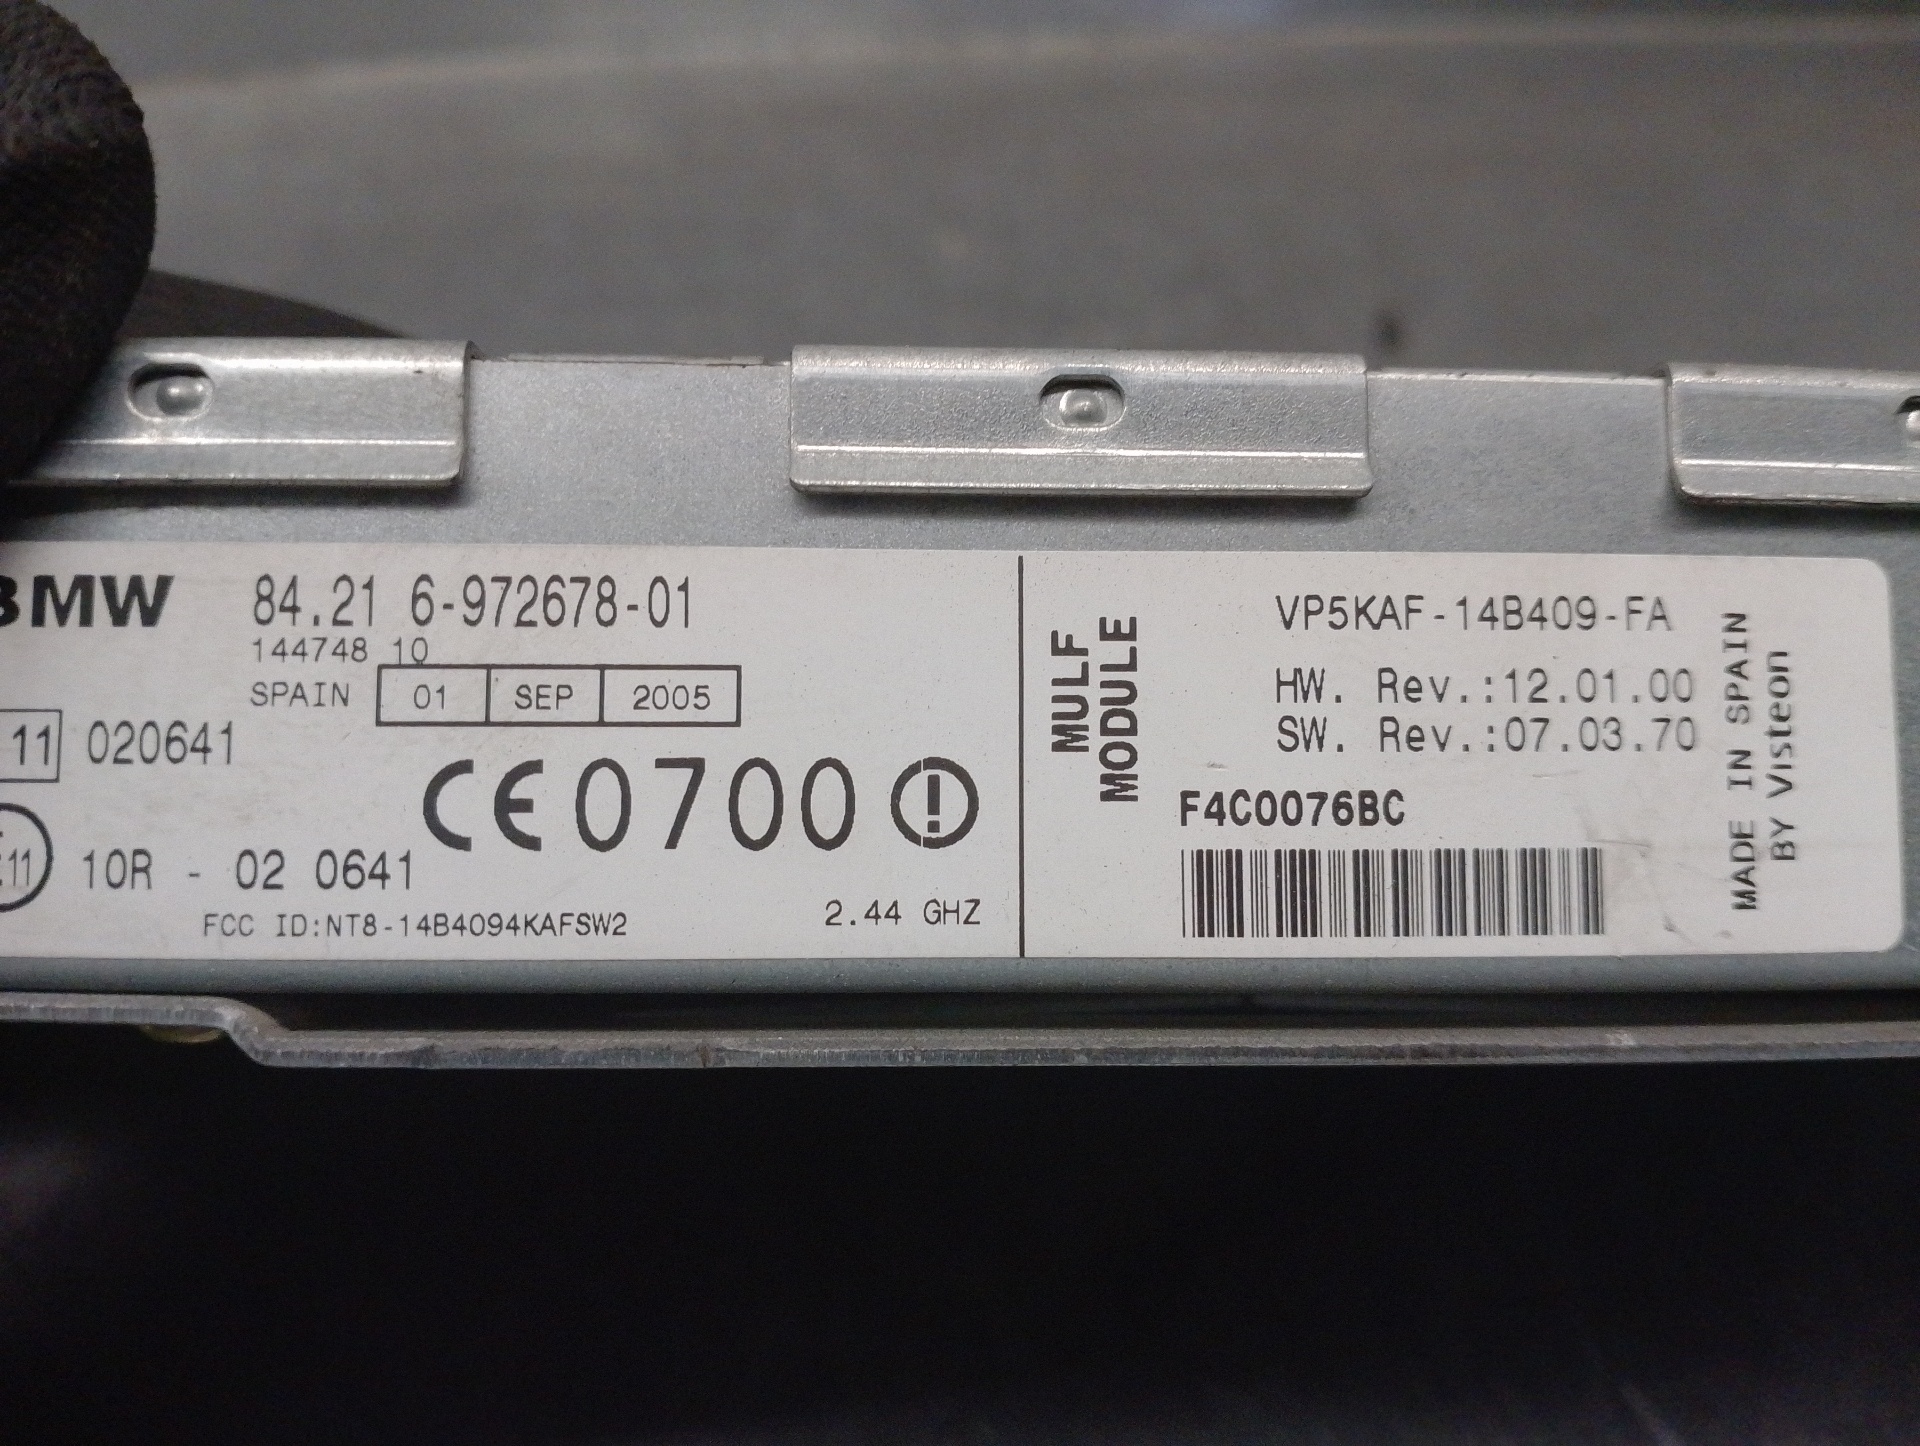 BMW 84.21 6-972678-01
144748 10
SPAIN 01 SEP 2005
11 020641
CE 0700
11 10R - 02 0641
FCC ID:NT8-14B4094KAFSW2 2.44 GHZ
MULF
MODULE
VP5KAF-14B409-FA
HW. Rev.:12.01.00
SW. Rev.:07.03.70
F4C0076BC
MADE IN SPAIN
BY Visteon